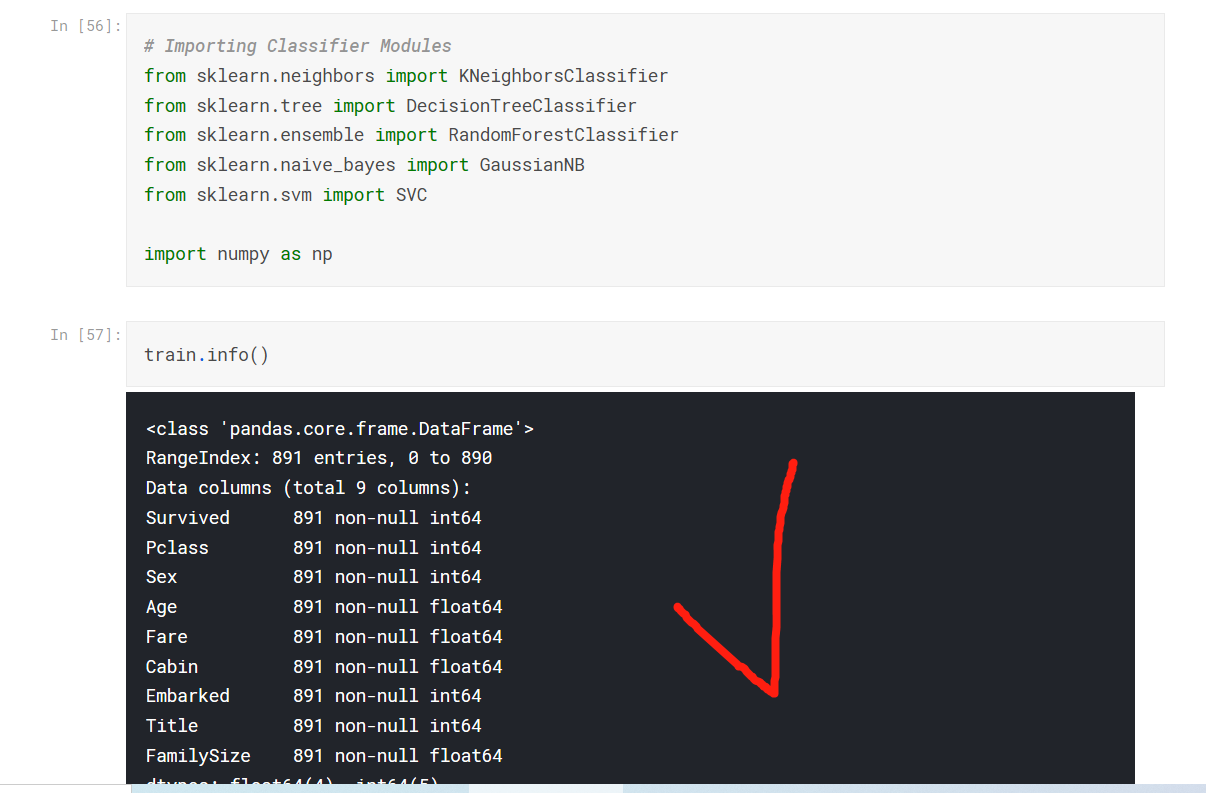 In [56]:
# Importing Classifier Modules
from sklearn.neighbors import KNeighborsClassifier
from sklearn.tree import DecisionTreeClassifier
from sklearn.ensemble import RandomForestClassifier
from sklearn.naive_bayes import GaussianNB
from sklearn.svm import SVC
import numpy as np
In [57]:
train.info()
<class 'pandas.core.frame.DataFrame'>
RangeIndex: 891 entries, 0 to 890
Data columns (total 9 columns):
Survived 891 non-null int64
Pclass 891 non-null int64
Sex 891 non-null int64
Age 891 non-null float64
Fare 891 non-null float64
Cabin 891 non-null float64
Embarked 891 non-null int64
Title 891 non-null int64
FamilySize 891 non-null float64
dtypes: float64(4), int64(5)